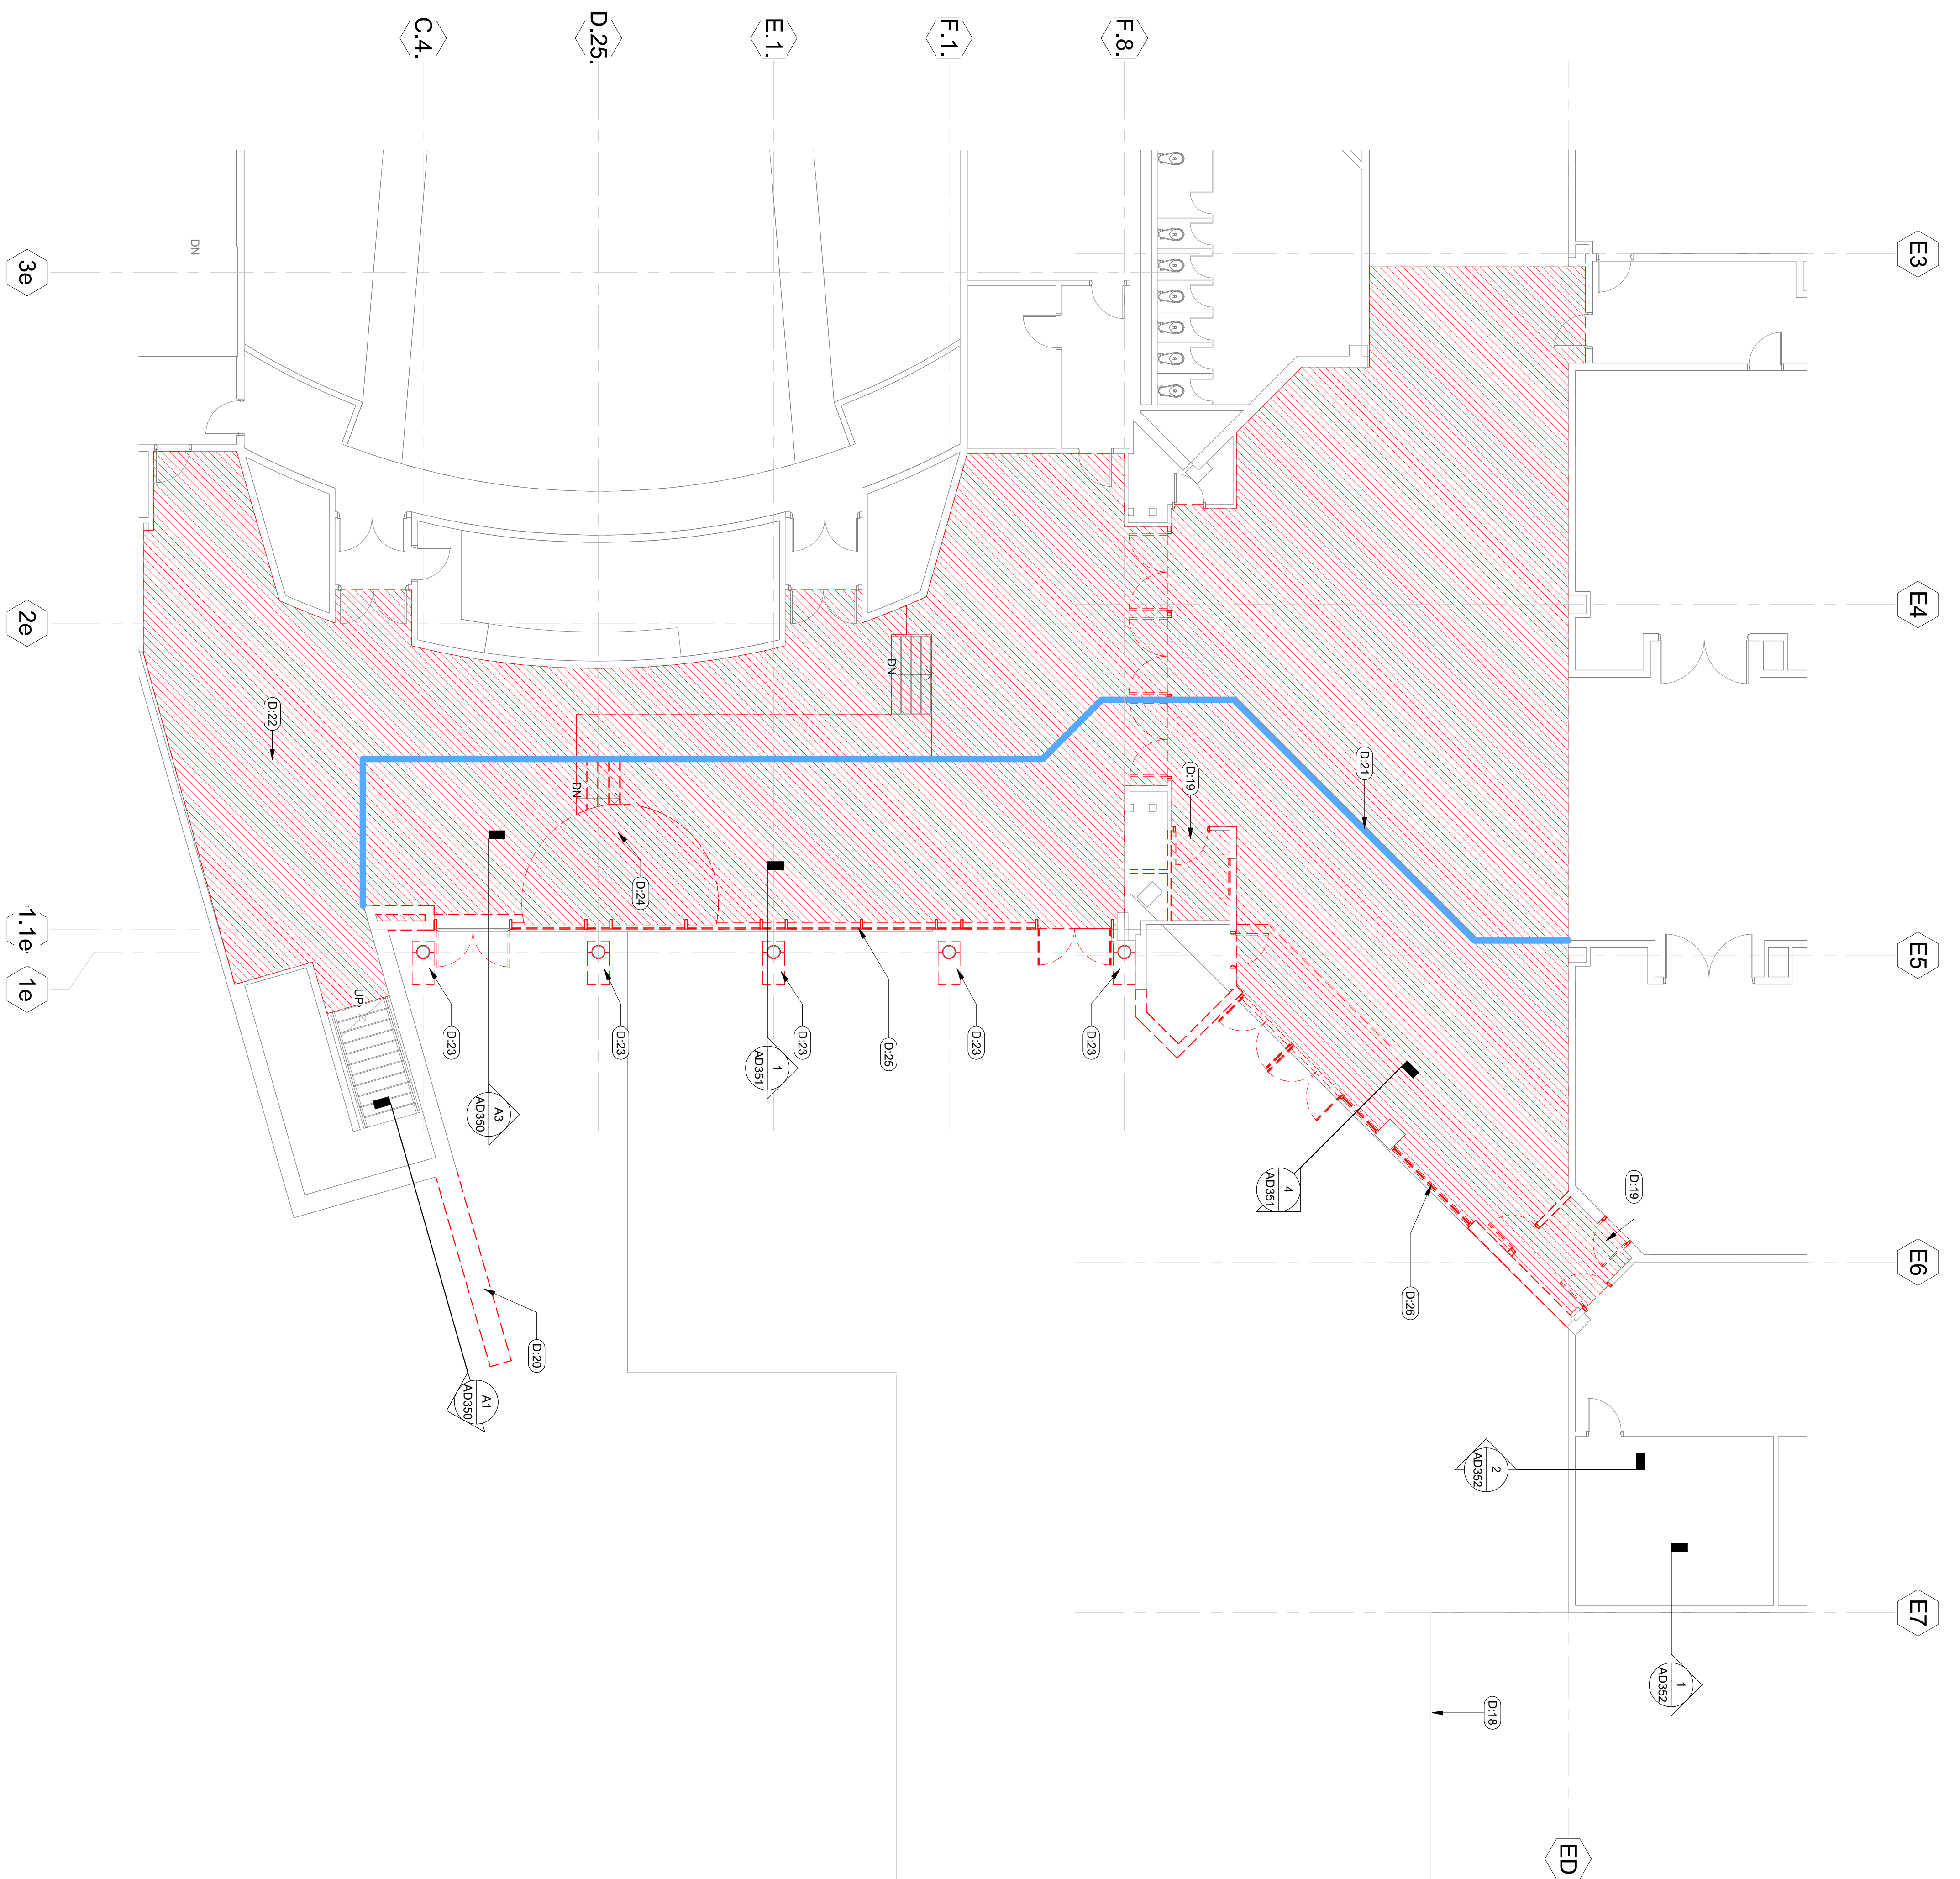 C.4.
D.25.
E.1.
F.1.
F.8.
E3
3e
DN
E4
2e
DN
D:22
D:21
D:19
DN
D:24
1.1e
1e
E5
UP
D:23
D:23
D:23
D:25
D:23
D:23
1
AD351
A3
AD350
4
AD351
D:19
E6
D:26
D:20
A1
AD350
2
AD352
E7
1
AD352
D:18
ED